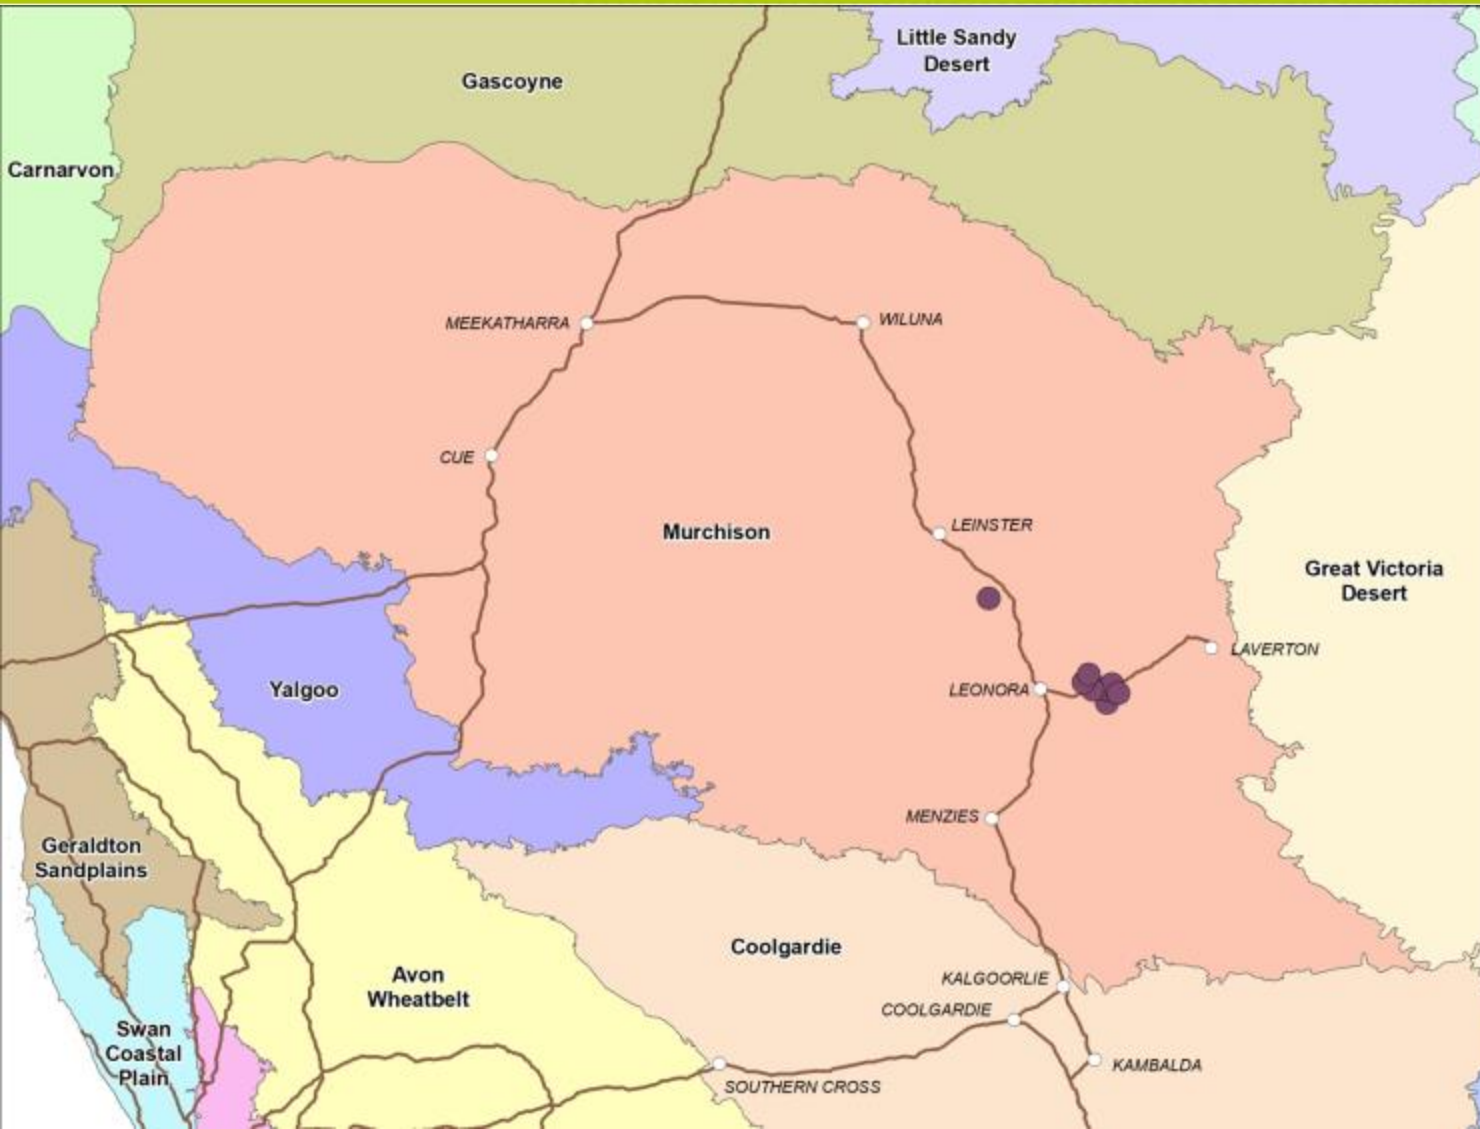 Little Sandy
Desert
Gascoyne
Carnarvon
MEEKATHARRA
WILUNA
CUE
LEINSTER
Murchison
Great Victoria
Desert
LAVERTON
Yalgoo
LEONORA
MENZIES
Geraldton
Sandplains
Coolgardie
Avon
Wheatbelt
KALGOORLIE
COOLGARDIE
Swan
Coastal
Plain
KAMBALDA
SOUTHERN CROSS